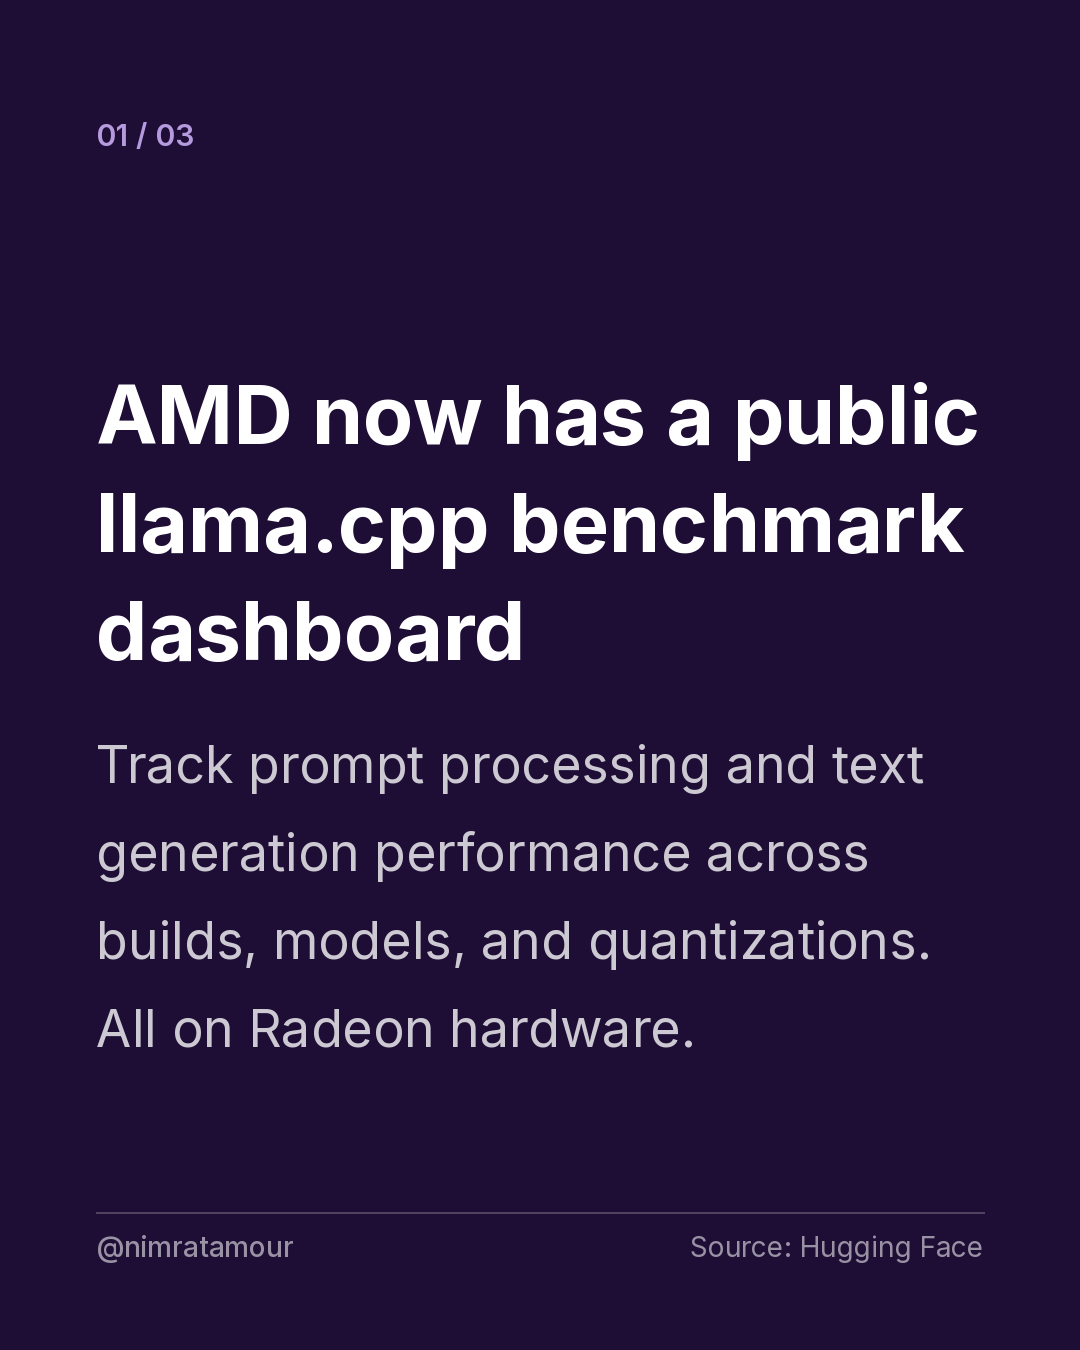 01 / 03
AMD now has a public
llama.cpp benchmark
dashboard
Track prompt processing and text
generation performance across
builds, models, and quantizations.
All on Radeon hardware.
@nimratamour
Source: Hugging Face